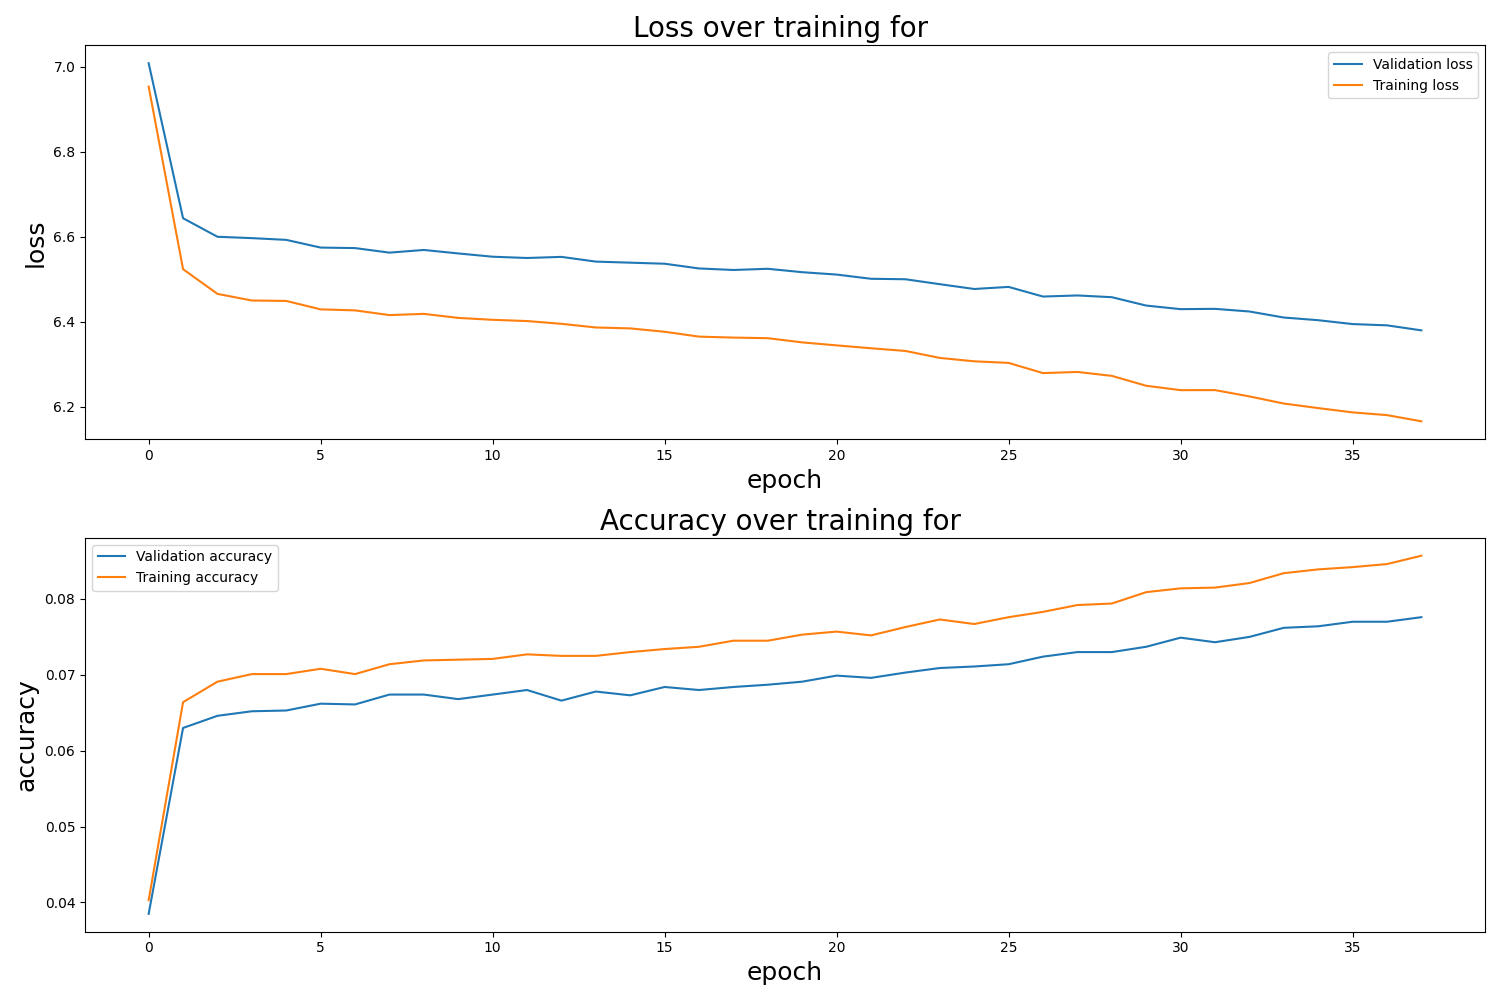 Loss over training for
Validation loss
Training loss
7.0
6.8
6.6
6.4
6.2
loss
0 5 10 15 20 25 30 35
epoch
Accuracy over training for
Validation accuracy
Training accuracy
0.08
0.07
0.06
0.05
0.04
accuracy
0 5 10 15 20 25 30 35
epoch